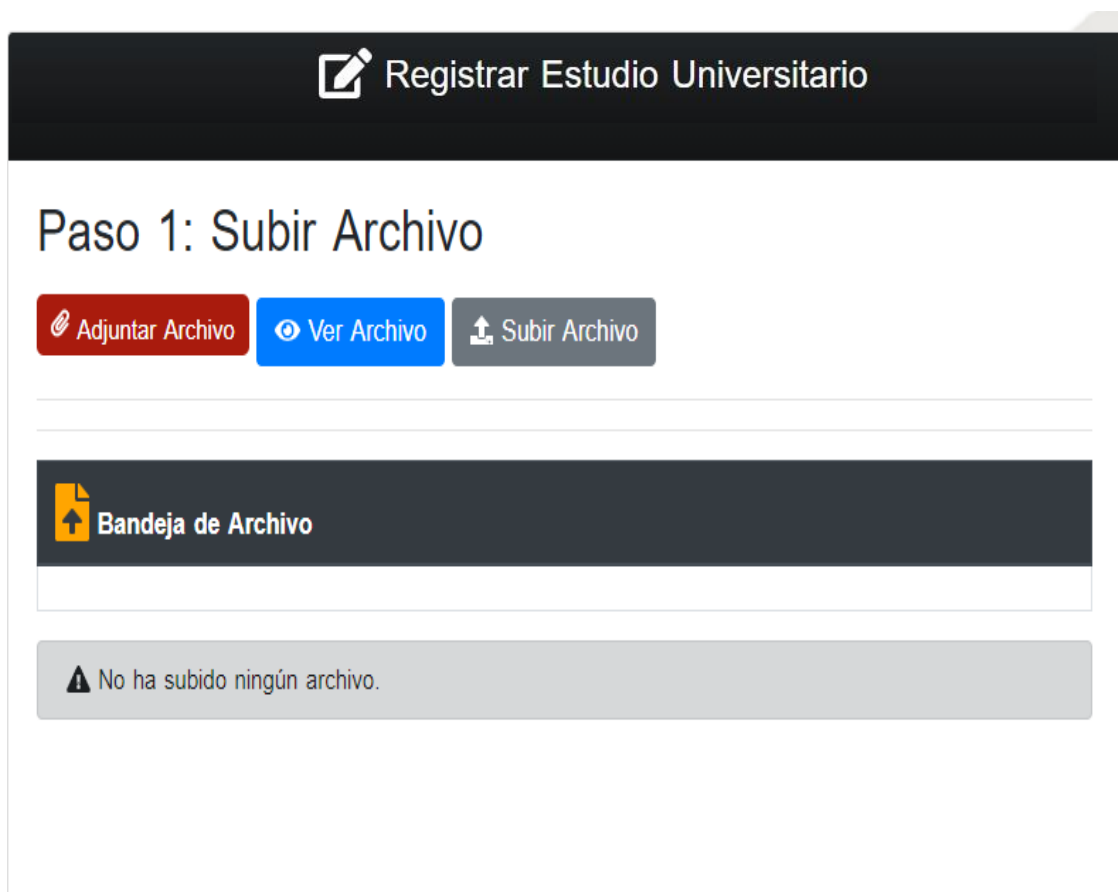 Registrar Estudio Universitario
Paso 1: Subir Archivo
Adjuntar Archivo Ver Archivo Subir Archivo
Bandeja de Archivo
No ha subido ningún archivo.